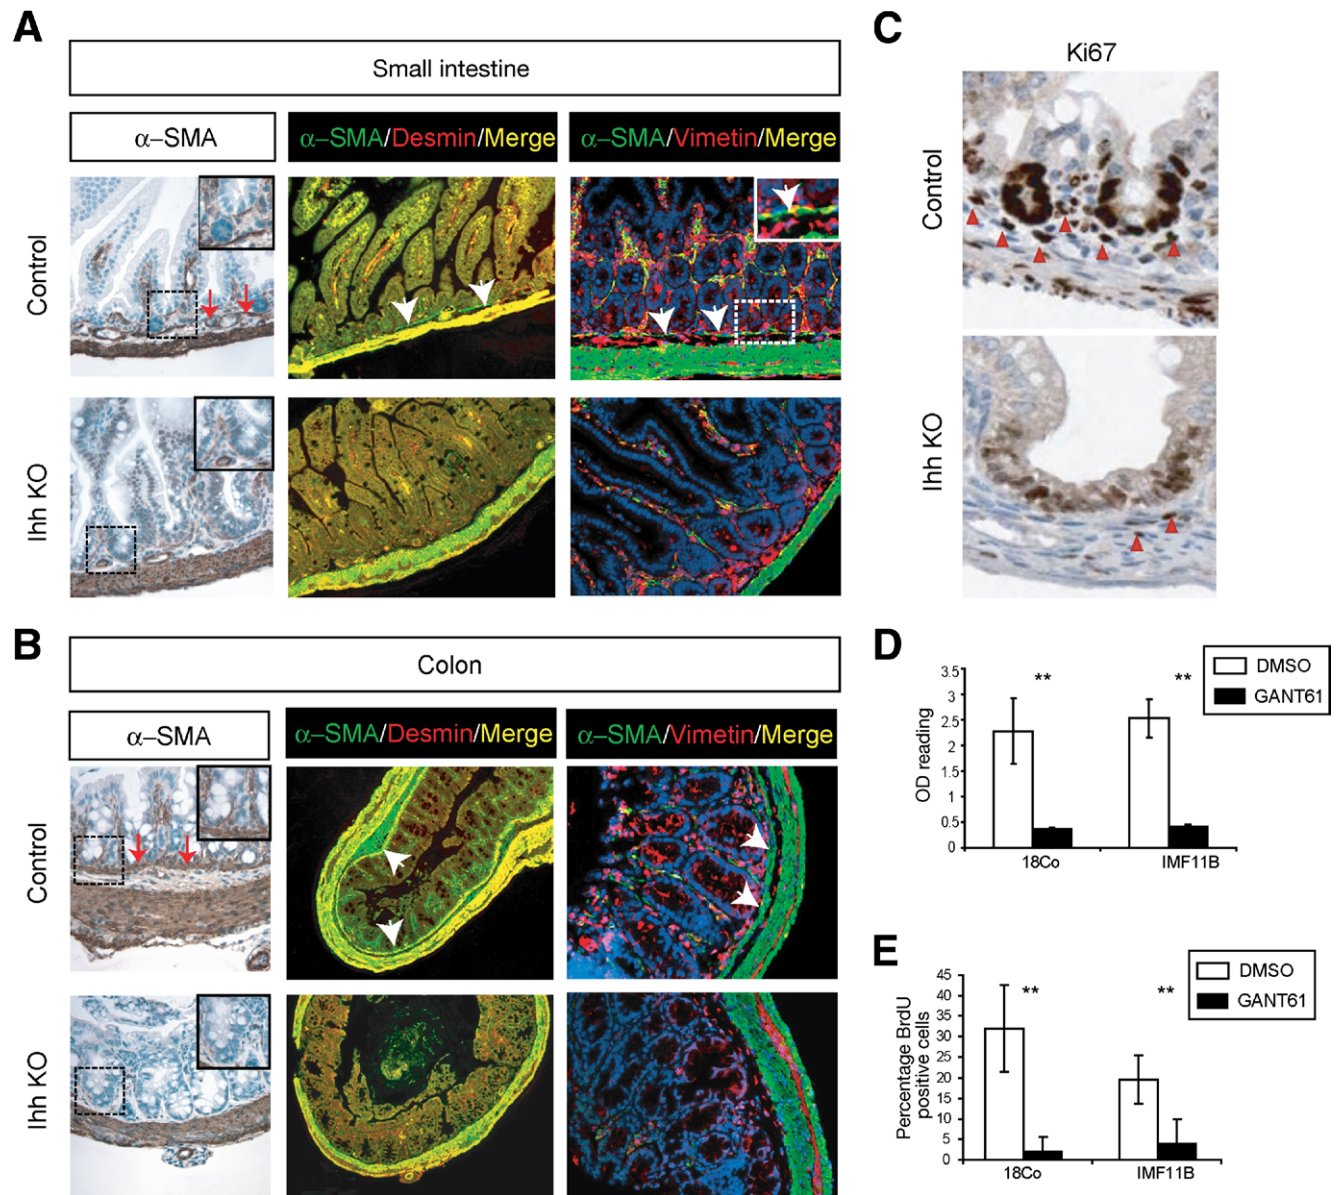 A
Small intestine
α–SMA
α–SMA/Desmin/Merge
α–SMA/Vimetin/Merge
Control
Ihh KO
B
Colon
α–SMA
α–SMA/Desmin/Merge
α–SMA/Vimetin/Merge
Control
Ihh KO
C
Ki67
Control
Ihh KO
D
DMSO
GANT61
**
**
OD reading
3.5
3
2.5
2
1.5
1
0.5
0
18Co
IMF11B
E
DMSO
GANT61
**
**
Percentage BrdU
positive cells
45
40
35
30
25
20
15
10
5
0
18Co
IMF11B